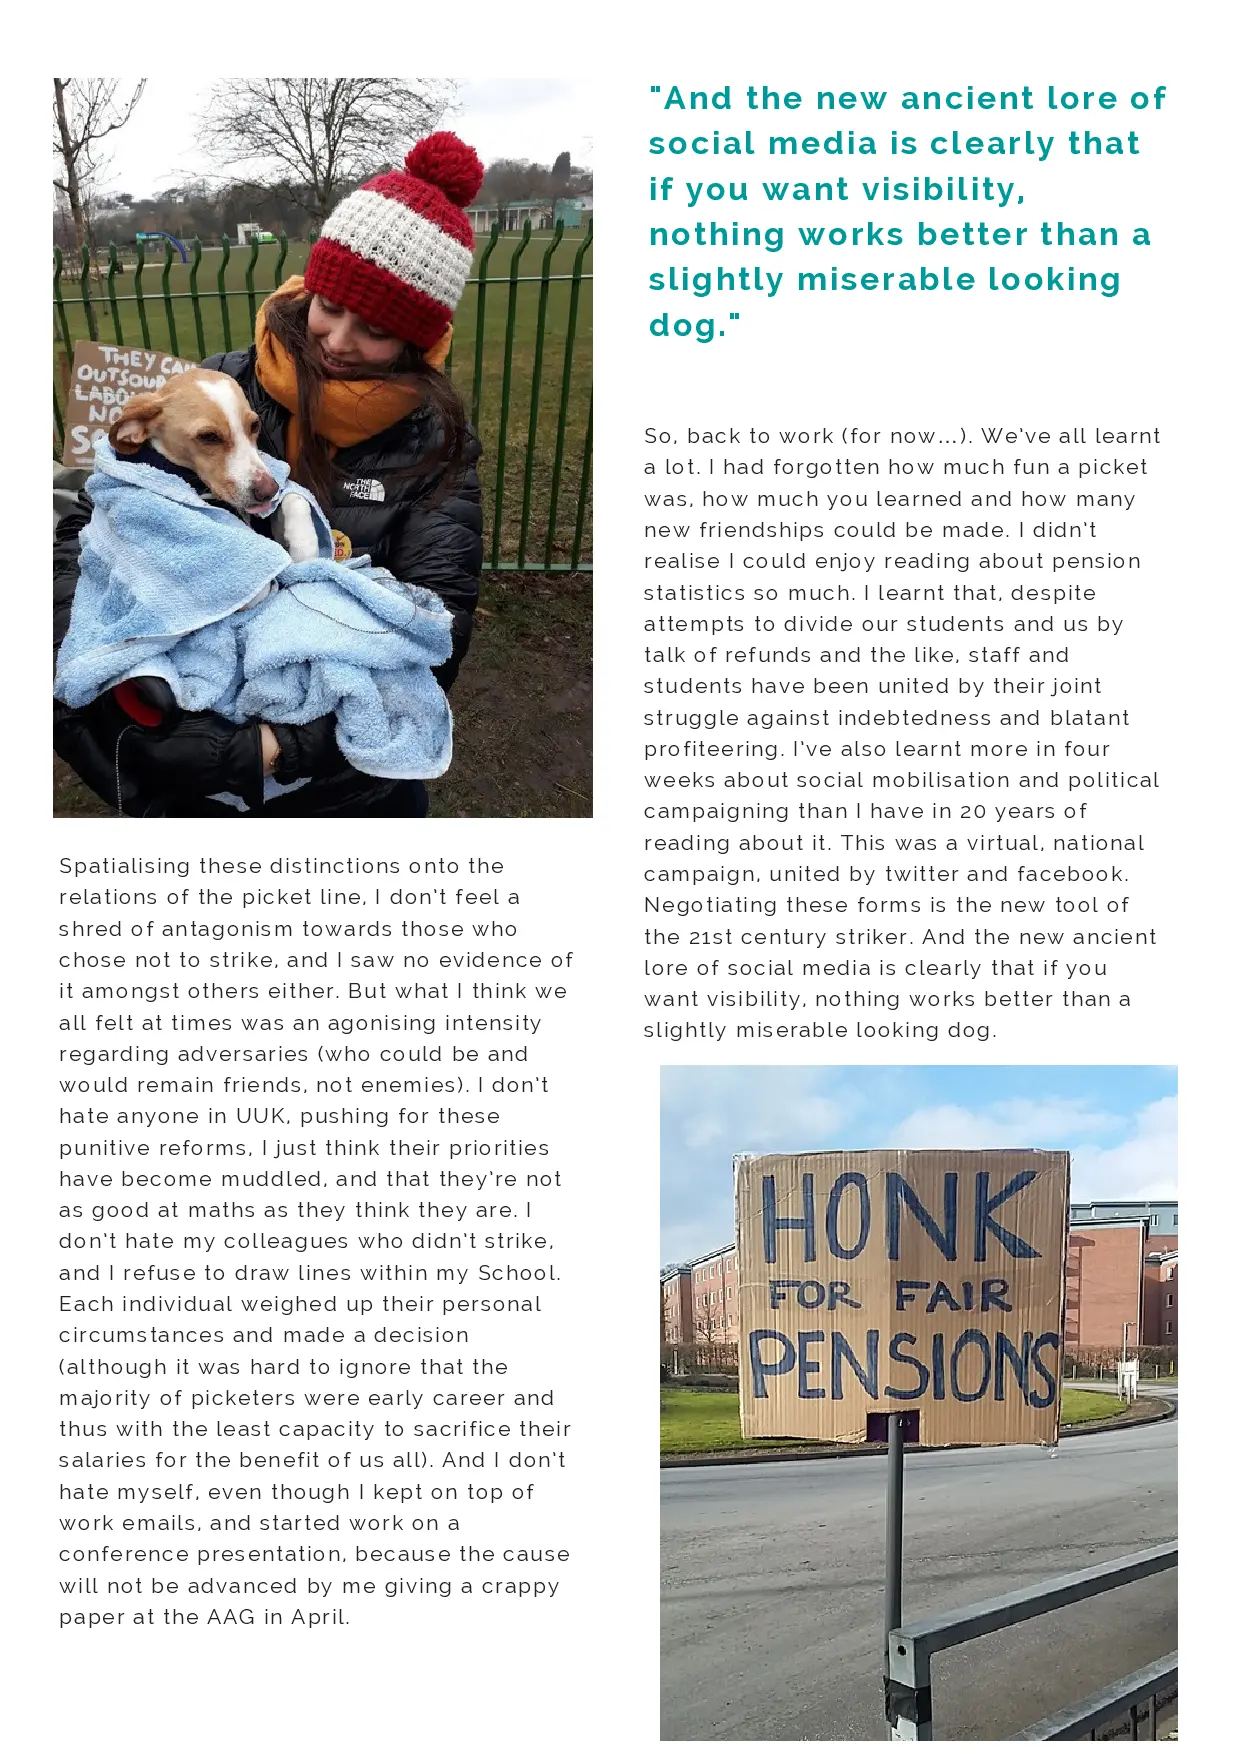 THEY CAN
OUTSOU
LABO
NO
THE
NORTH
FACE
Spatialising these distinctions onto the
relations of the picket line, I don't feel a
shred of antagonism towards those who
chose not to strike, and I saw no evidence of
it amongst others either. But what I think we
all felt at times was an agonising intensity
regarding adversaries (who could be and
would remain friends, not enemies). I don't
hate anyone in UUK, pushing for these
punitive reforms, I just think their priorities
have become muddled, and that they're not
as good at maths as they think they are. I
don't hate my colleagues who didn't strike,
and I refuse to draw lines within my School.
Each individual weighed up their personal
circumstances and made a decision
(although it was hard to ignore that the
majority of picketers were early career and
thus with the least capacity to sacrifice their
salaries for the benefit of us all). And I don't
hate myself, even though I kept on top of
work emails, and started work on a
conference presentation, because the cause
will not be advanced by me giving a crappy
paper at the AAG in April.
"And the new ancient lore of
social media is clearly that
if you want visibility,
nothing works better than a
slightly miserable looking
dog."
So, back to work (for now...). We've all learnt
a lot. I had forgotten how much fun a picket
was, how much you learned and how many
new friendships could be made. I didn't
realise I could enjoy reading about pension
statistics so much. I learnt that, despite
attempts to divide our students and us by
talk of refunds and the like, staff and
students have been united by their joint
struggle against indebtedness and blatant
profiteering. I've also learnt more in four
weeks about social mobilisation and political
campaigning than I have in 20 years of
reading about it. This was a virtual, national
campaign, united by twitter and facebook.
Negotiating these forms is the new tool of
the 21st century striker. And the new ancient
lore of social media is clearly that if you
want visibility, nothing works better than a
slightly miserable looking dog.
HONK
FOR FAIR
PENSIONS